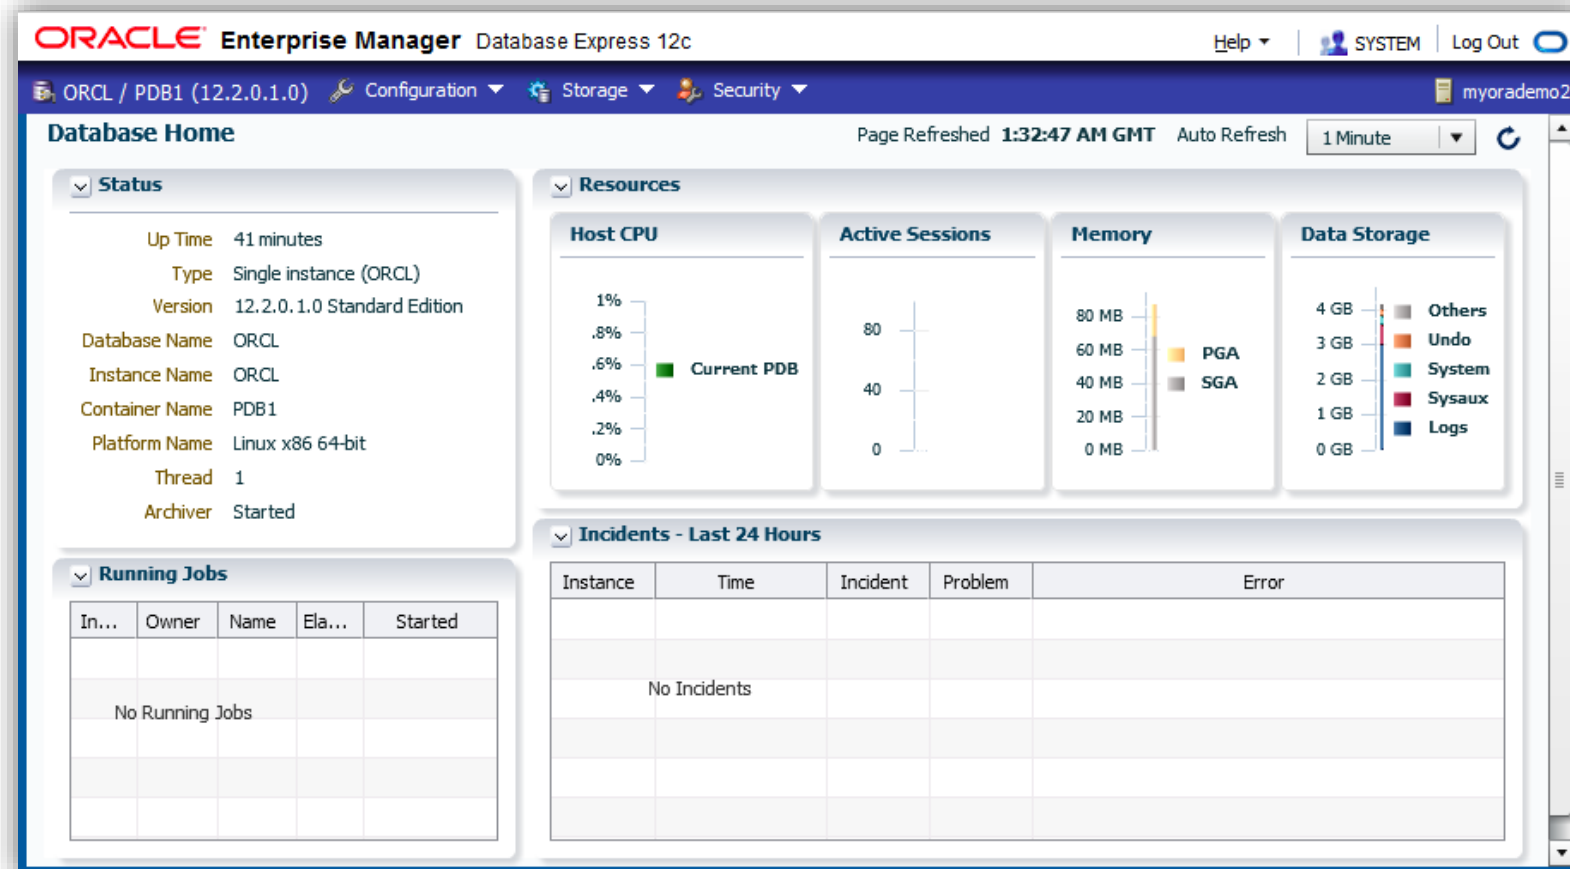 ORACLE Enterprise Manager Database Express 12c
Help SYSTEM Log Out
ORCL / PDB1 (12.2.0.1.0) Configuration Storage Security myorademo2
Database Home
Page Refreshed 1:32:47 AM GMT Auto Refresh 1 Minute
Status
Up Time 41 minutes
Type Single instance (ORCL)
Version 12.2.0.1.0 Standard Edition
Database Name ORCL
Instance Name ORCL
Container Name PDB1
Platform Name Linux x86 64-bit
Thread 1
Archiver Started
Running Jobs
In... Owner Name Ela... Started
No Running Jobs
Resources
Host CPU
1%
.8%
.6%
.4%
.2%
0%
Current PDB
Active Sessions
80
40
0
Memory
80 MB
60 MB
40 MB
20 MB
0 MB
PGA
SGA
Data Storage
4 GB
3 GB
2 GB
1 GB
0 GB
Others
Undo
System
Sysaux
Logs
Incidents - Last 24 Hours
Instance Time Incident Problem Error
No Incidents